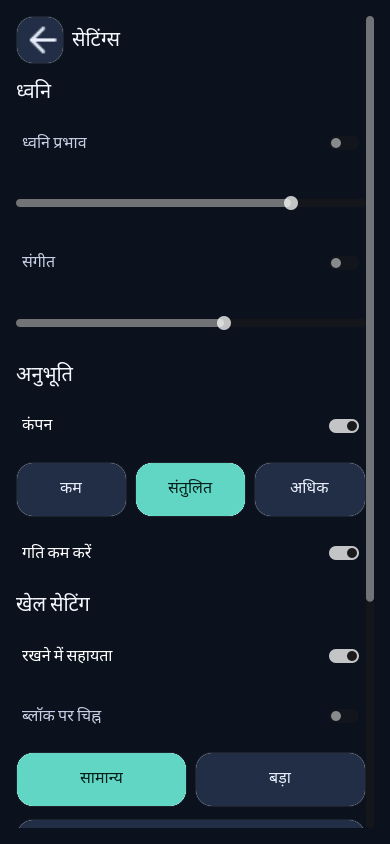 सेटिंग्स
ध्वनि
ध्वनि प्रभाव
संगीत
अनुभूति
कंपन
कम संतुलित अधिक
गति कम करें
खेल सेटिंग
रखने में सहायता
ब्लॉक पर चिह्न
सामान्य बड़ा